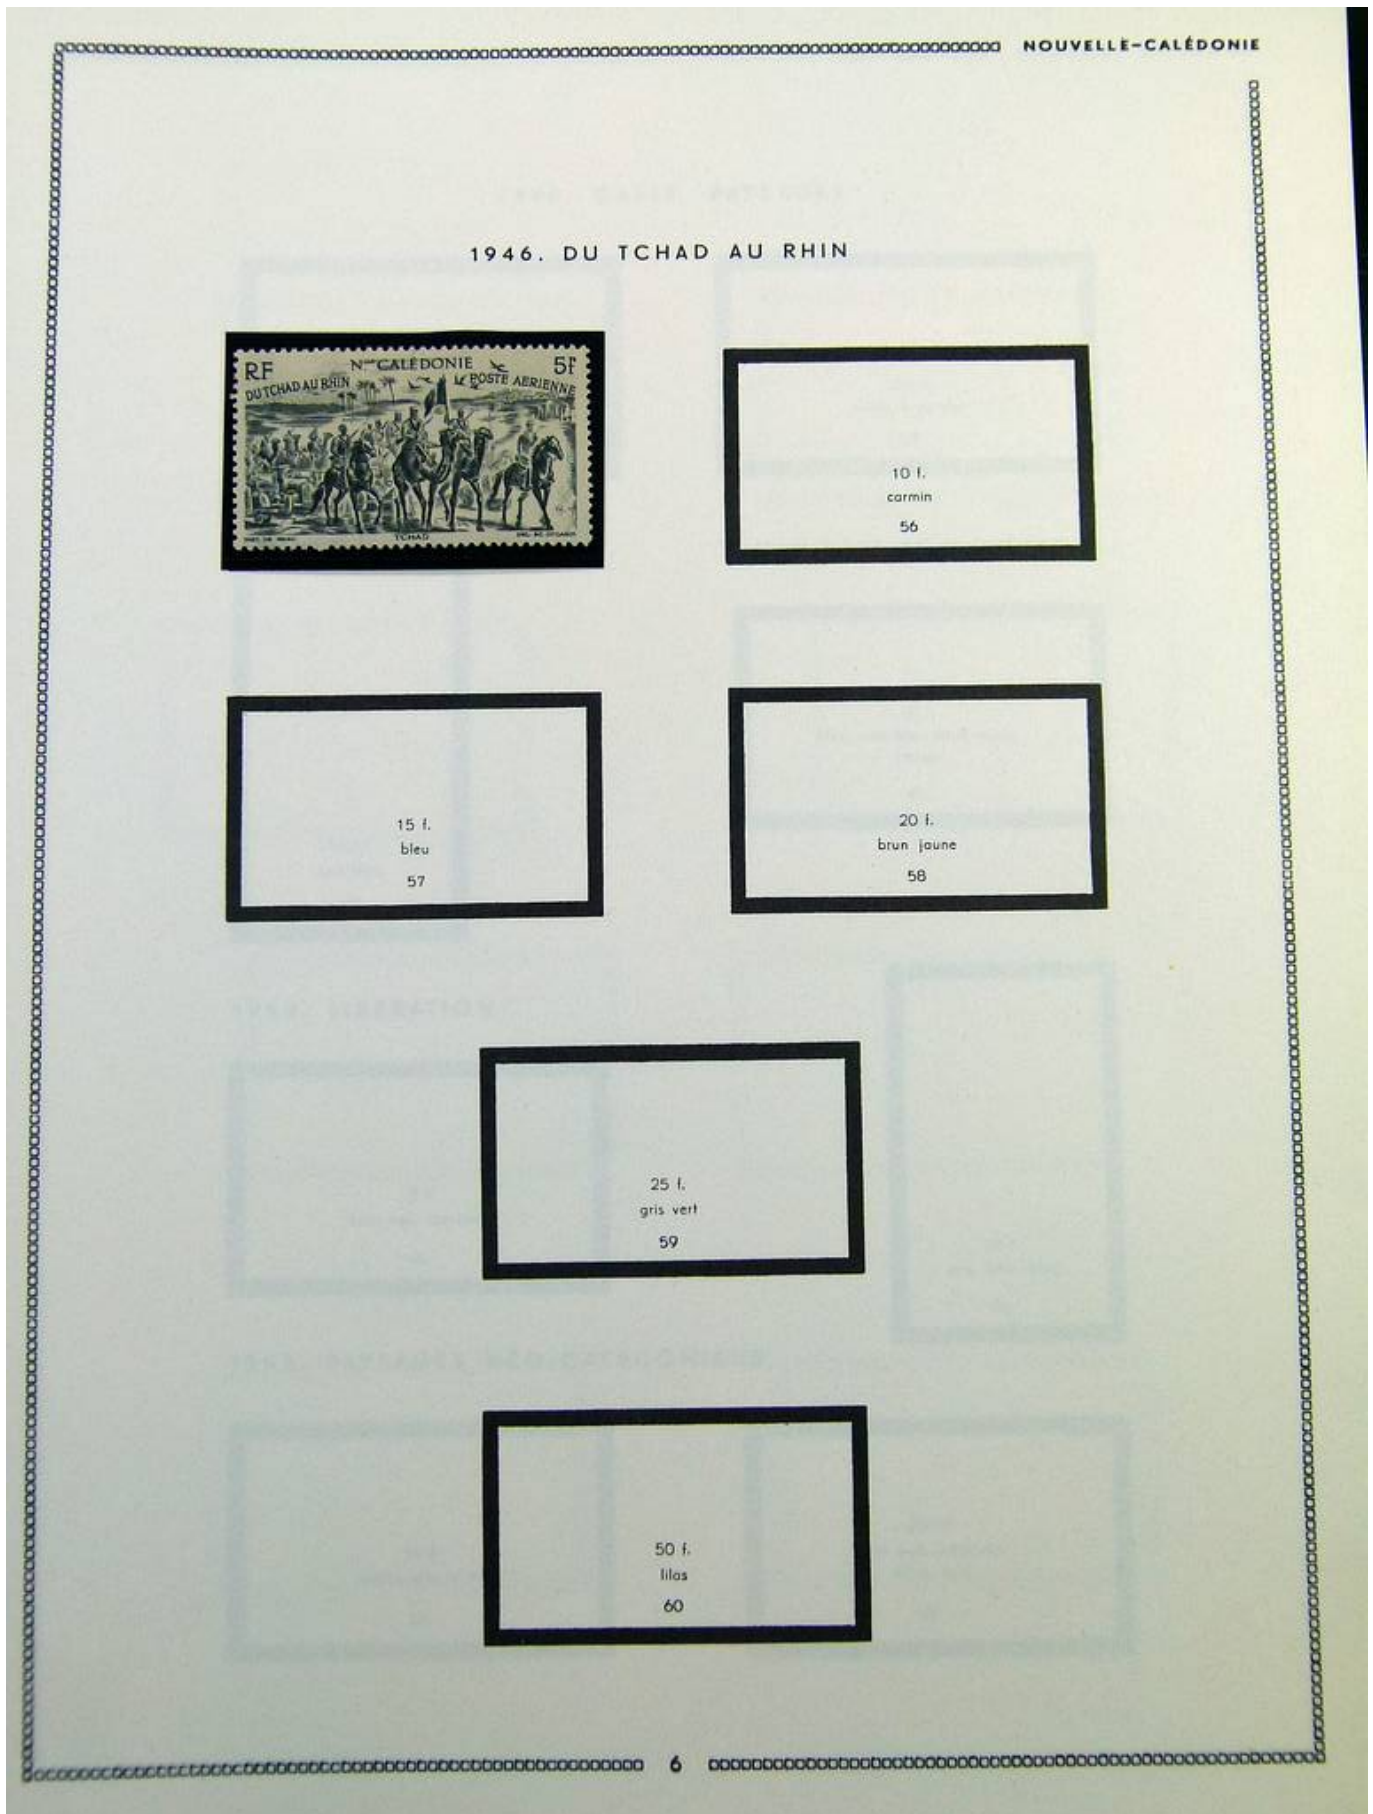 NOUVELLE-CALÉDONIE
1946. DU TCHAD AU RHIN
RF
Nlle CALÉDONIE
5f
DU TCHAD AU RHIN
POSTE AERIENNE
TCHAD
10 f.
carmin
56
15 f.
bleu
57
20 f.
brun jaune
58
25 f.
gris vert
59
50 f.
lilas
60
6